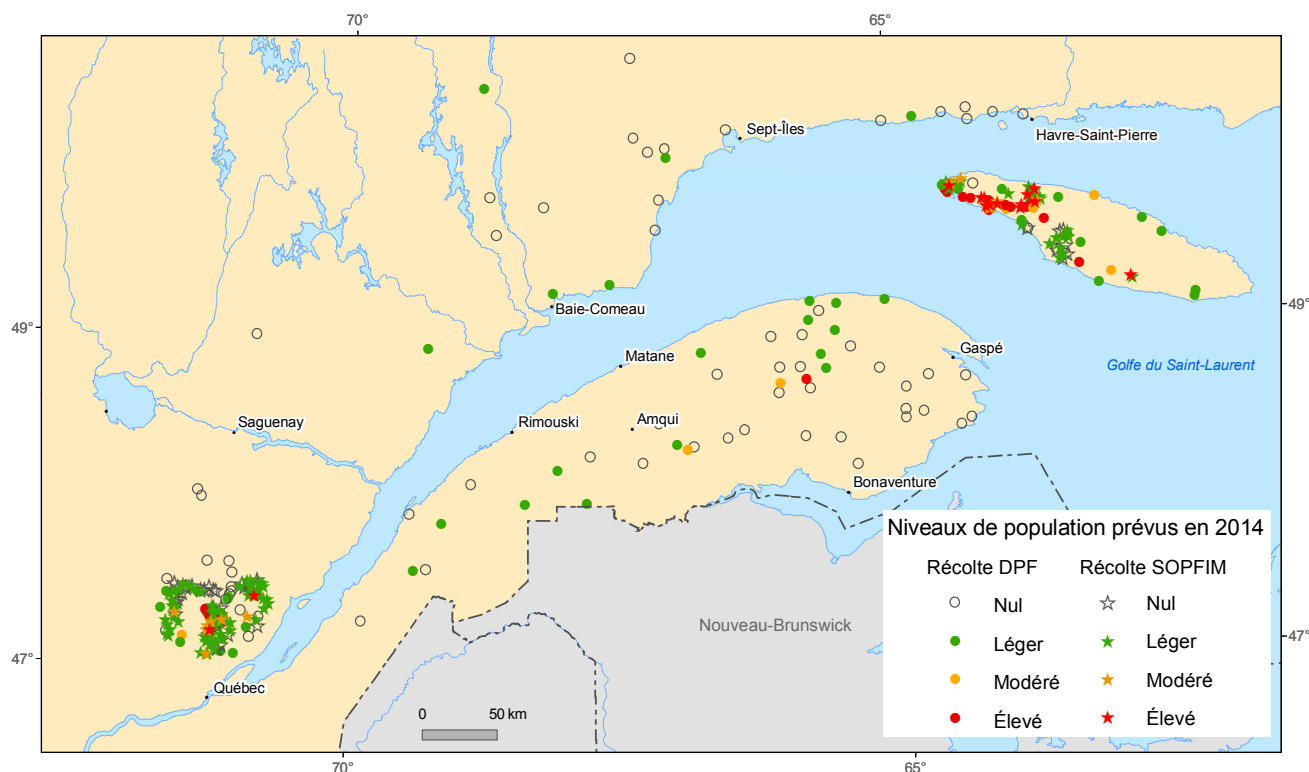 70°
65°
Sept-Îles
Havre-Saint-Pierre
49°
49°
Baie-Comeau
Matane
Gaspé
Golfe du Saint-Laurent
Saguenay
Rimouski
Amqui
Bonaventure
Niveaux de population prévus en 2014
Récolte DPF
Récolte SOPFIM
Nul
Nul
Léger
Léger
Modéré
Modéré
Élevé
Élevé
Nouveau-Brunswick
47°
47°
Québec
0
50 km
70°
65°